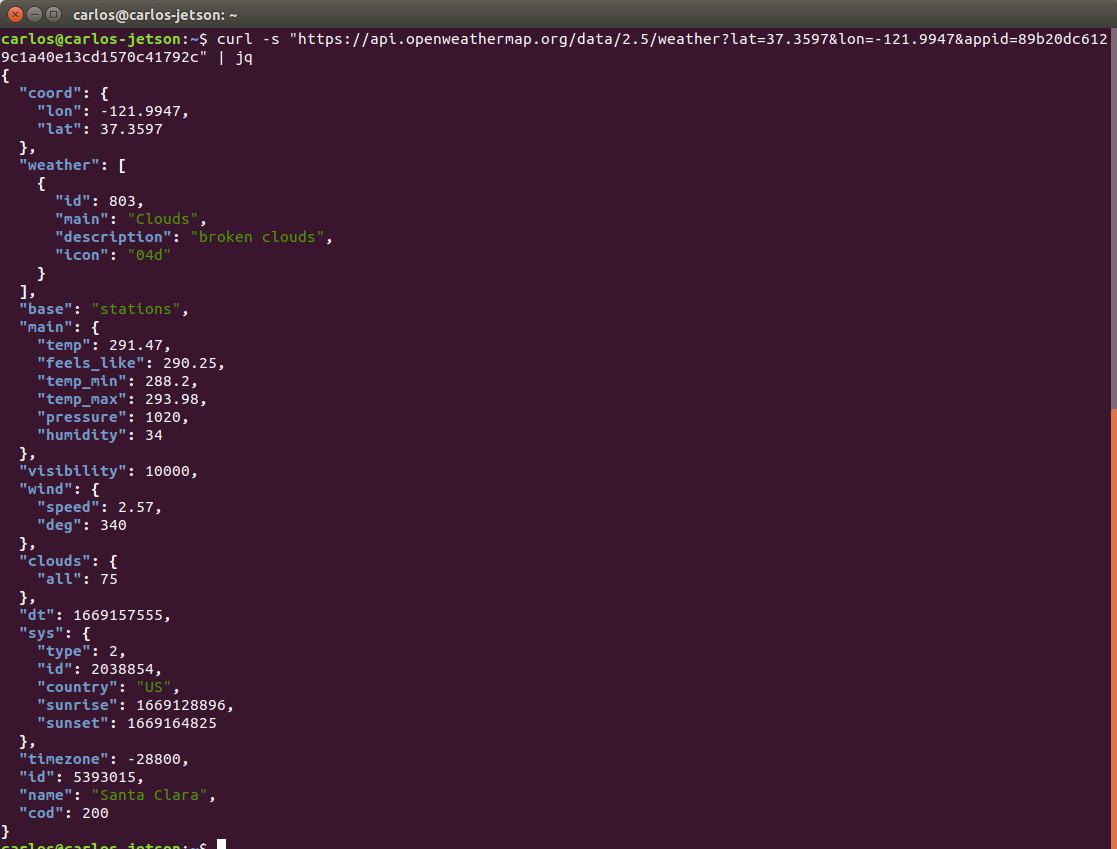 carlos@carlos-jetson: ~
carlos@carlos-jetson:~$ curl -s "https://api.openweathermap.org/data/2.5/weather?lat=37.3597&lon=-121.9947&appid=89b20dc612
9c1a40e13cd1570c41792c" | jq
{
  "coord": {
    "lon": -121.9947,
    "lat": 37.3597
  },
  "weather": [
    {
      "id": 803,
      "main": "Clouds",
      "description": "broken clouds",
      "icon": "04d"
    }
  ],
  "base": "stations",
  "main": {
    "temp": 291.47,
    "feels_like": 290.25,
    "temp_min": 288.2,
    "temp_max": 293.98,
    "pressure": 1020,
    "humidity": 34
  },
  "visibility": 10000,
  "wind": {
    "speed": 2.57,
    "deg": 340
  },
  "clouds": {
    "all": 75
  },
  "dt": 1669157555,
  "sys": {
    "type": 2,
    "id": 2038854,
    "country": "US",
    "sunrise": 1669128896,
    "sunset": 1669164825
  },
  "timezone": -28800,
  "id": 5393015,
  "name": "Santa Clara",
  "cod": 200
}
carlos@carlos-jetson:~$